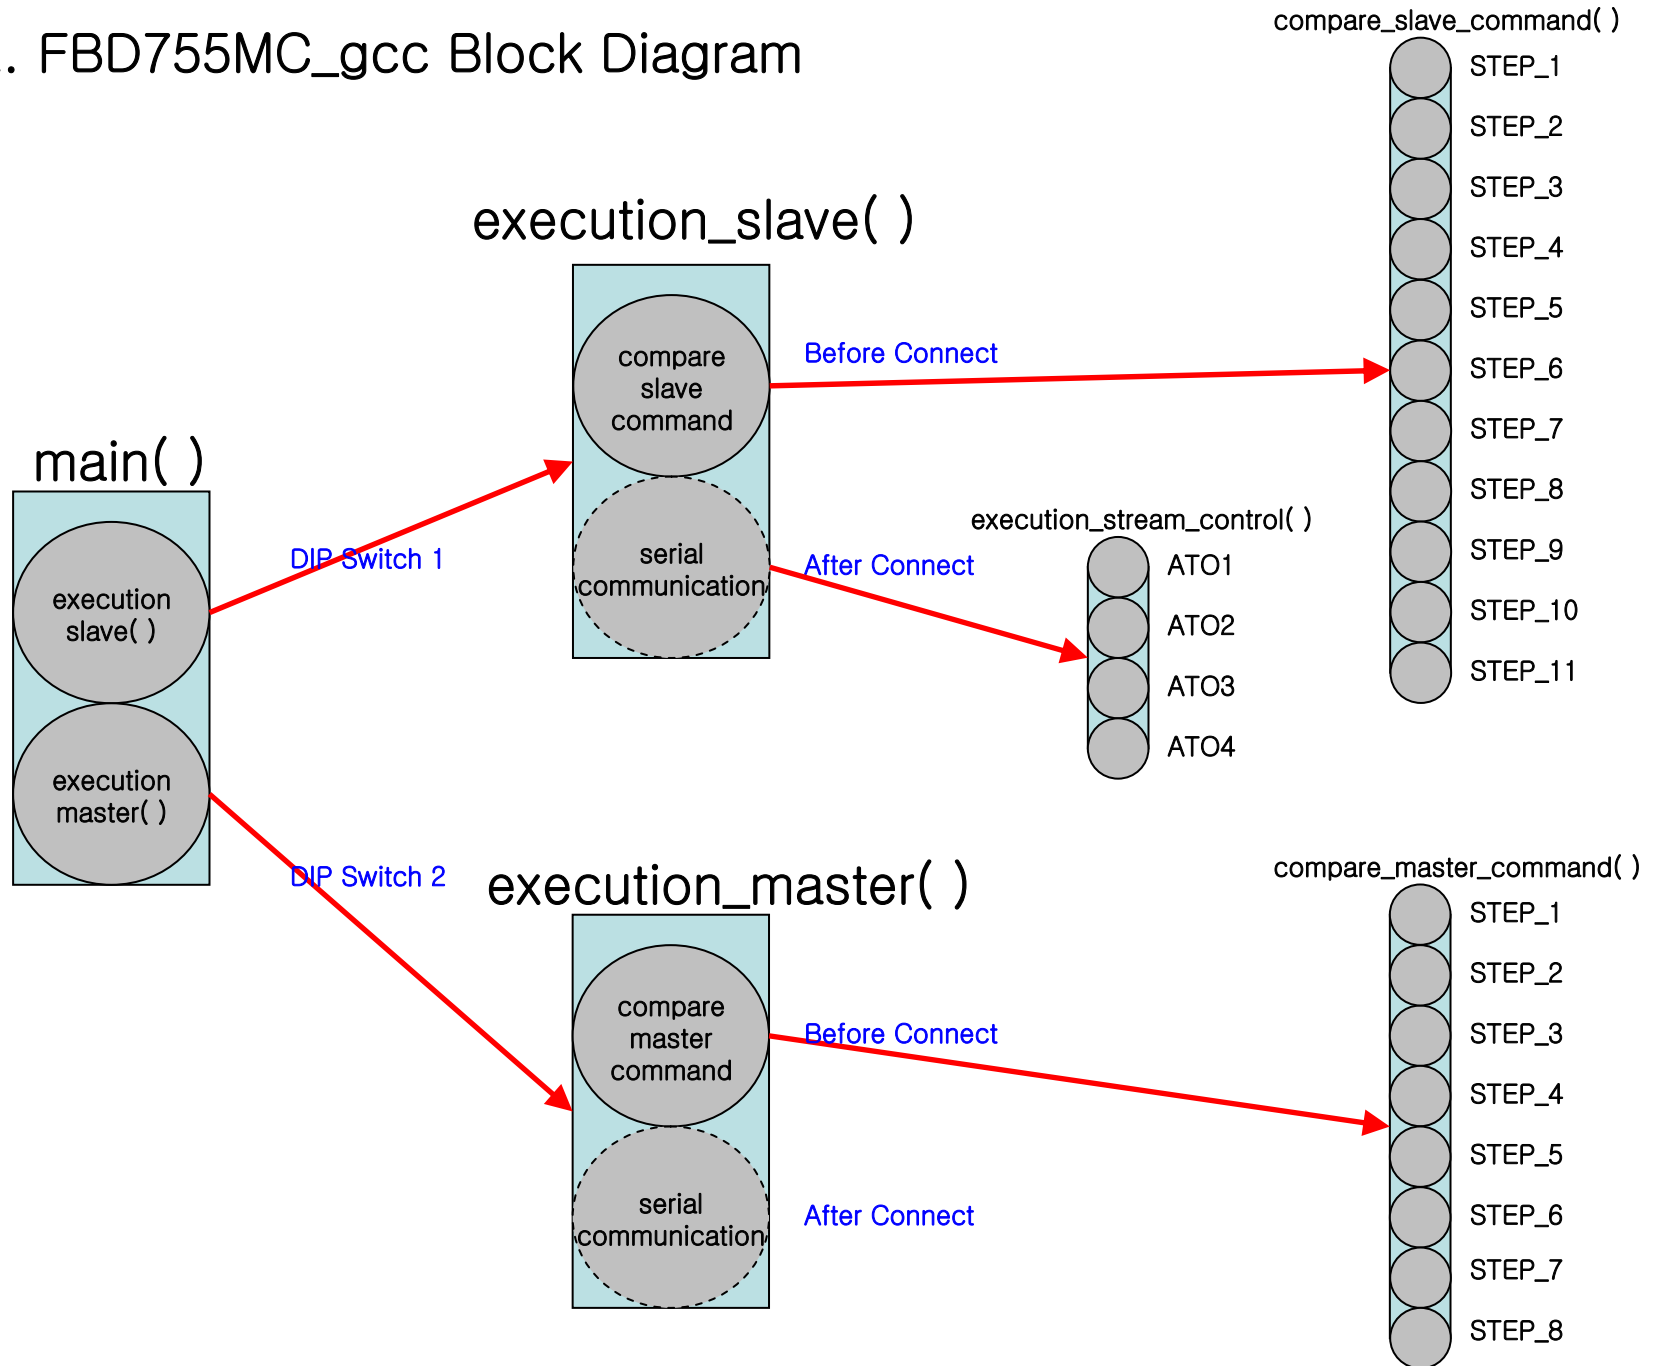 . FBD755MC_gcc Block Diagram
compare_slave_command( )
STEP_1
STEP_2
STEP_3
STEP_4
STEP_5
STEP_6
STEP_7
STEP_8
STEP_9
STEP_10
STEP_11
execution_slave( )
compare
slave
command
Before Connect
serial
communication
After Connect
execution_stream_control( )
ATO1
ATO2
ATO3
ATO4
main( )
execution
slave( )
DIP Switch 1
execution
master( )
DIP Switch 2
execution_master( )
compare
master
command
Before Connect
serial
communication
After Connect
compare_master_command( )
STEP_1
STEP_2
STEP_3
STEP_4
STEP_5
STEP_6
STEP_7
STEP_8